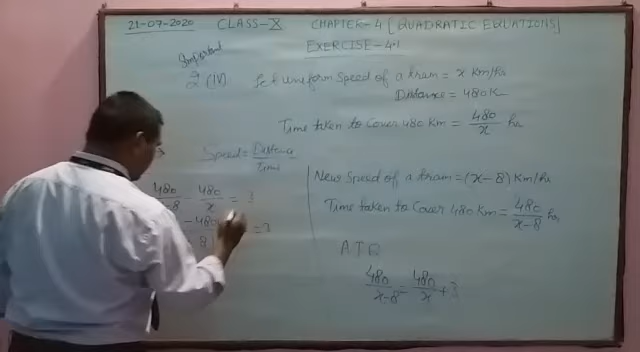 21-07-2020 CLASS-X CHAPTER-4 [QUADRATIC EQUATIONS]
EXERCISE-4.1
Important
2 (iv) Let uniform speed of a tram = x Km/hr
Distance = 480 K
Time taken to Cover 480 Km = 480/x hr
Speed = Distance/Time
480/ -8 - 480/x = 3
- 480
8) = 3
New Speed of a tram = (x-8) Km/hr
Time taken to Cover 480 Km = 480/x-8 hr
A T Q
480/x-8 = 480/x + 3